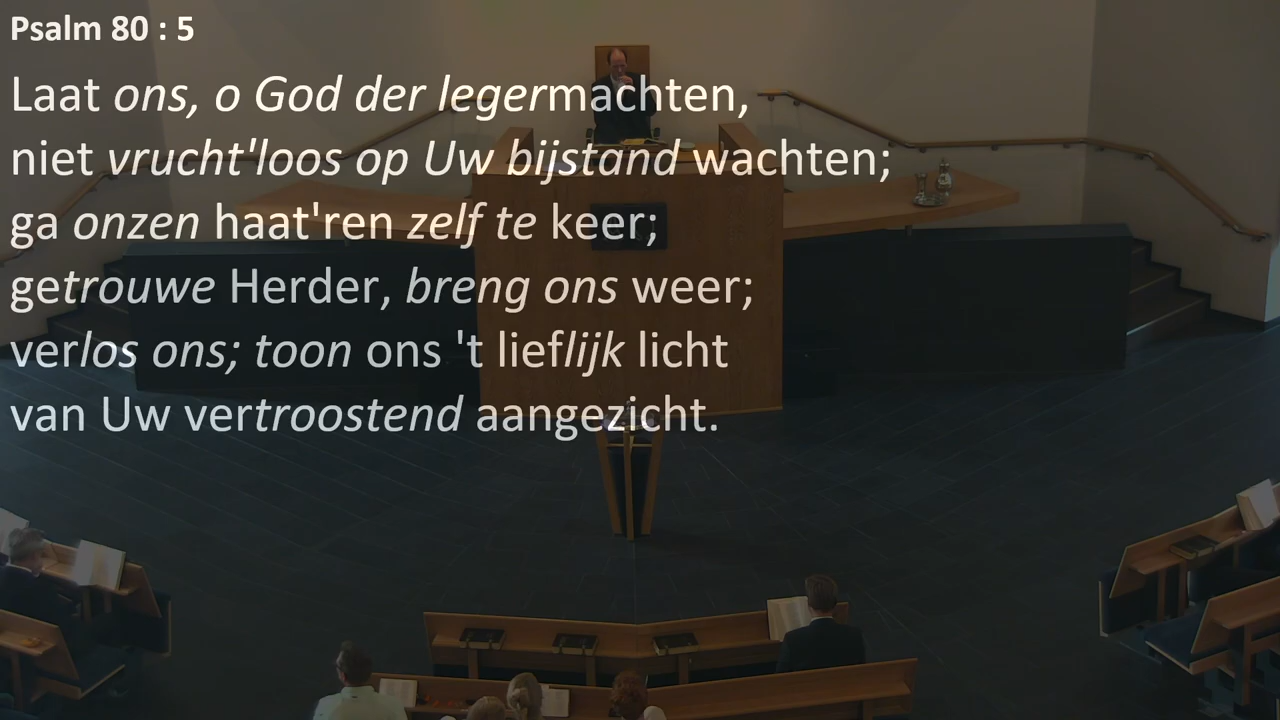 Psalm 80 : 5
Laat ons, o God der legermachten,
niet vrucht'loos op Uw bijstand wachten;
ga onzen haat'ren zelf te keer;
getrouwe Herder, breng ons weer;
verlos ons; toon ons 't lieflijk licht
van Uw vertroostend aangezicht.